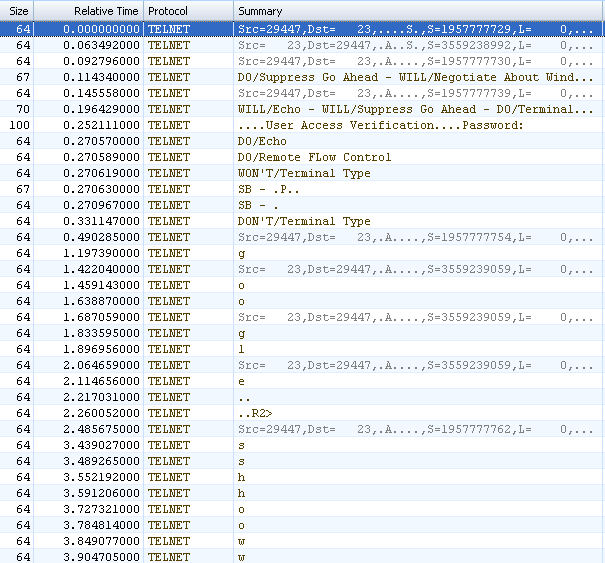 Size Relative Time Protocol Summary
64 0.000000000 TELNET Src=29447,Dst= 23,....S.,S=1957777729,L= 0,...
64 0.063492000 TELNET Src= 23,Dst=29447,.A..S.,S=3559238992,L= 0,...
64 0.092796000 TELNET Src=29447,Dst= 23,.A....,S=1957777730,L= 0,...
67 0.114340000 TELNET DO/Suppress Go Ahead - WILL/Negotiate About Wind...
64 0.145558000 TELNET Src=29447,Dst= 23,.A....,S=1957777739,L= 0,...
70 0.196429000 TELNET WILL/Echo - WILL/Suppress Go Ahead - DO/Terminal...
100 0.252111000 TELNET ....User Access Verification....Password:
64 0.270570000 TELNET DO/Echo
64 0.270589000 TELNET DO/Remote FLow Control
64 0.270619000 TELNET WON'T/Terminal Type
67 0.270630000 TELNET SB - .P..
64 0.270967000 TELNET SB - .
64 0.331147000 TELNET DON'T/Terminal Type
64 0.490285000 TELNET Src=29447,Dst= 23,.A....,S=1957777754,L= 0,...
64 1.197390000 TELNET g
64 1.422040000 TELNET Src= 23,Dst=29447,.A....,S=3559239059,L= 0,...
64 1.459143000 TELNET o
64 1.638870000 TELNET o
64 1.687059000 TELNET Src= 23,Dst=29447,.A....,S=3559239059,L= 0,...
64 1.833595000 TELNET g
64 1.896956000 TELNET l
64 2.064659000 TELNET Src= 23,Dst=29447,.A....,S=3559239059,L= 0,...
64 2.114656000 TELNET e
64 2.217031000 TELNET ..
64 2.260052000 TELNET ..R2>
64 2.485675000 TELNET Src=29447,Dst= 23,.A....,S=1957777762,L= 0,...
64 3.439027000 TELNET s
64 3.489265000 TELNET s
64 3.552192000 TELNET h
64 3.591206000 TELNET h
64 3.727321000 TELNET o
64 3.784814000 TELNET o
64 3.849077000 TELNET w
64 3.904705000 TELNET w